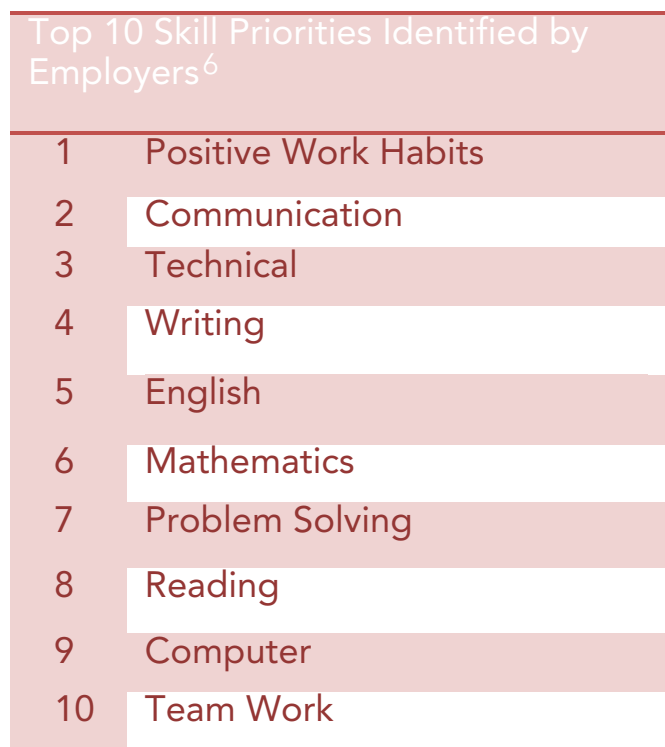 Top 10 Skill Priorities Identified by
Employers6
1 Positive Work Habits
2 Communication
3 Technical
4 Writing
5 English
6 Mathematics
7 Problem Solving
8 Reading
9 Computer
10 Team Work